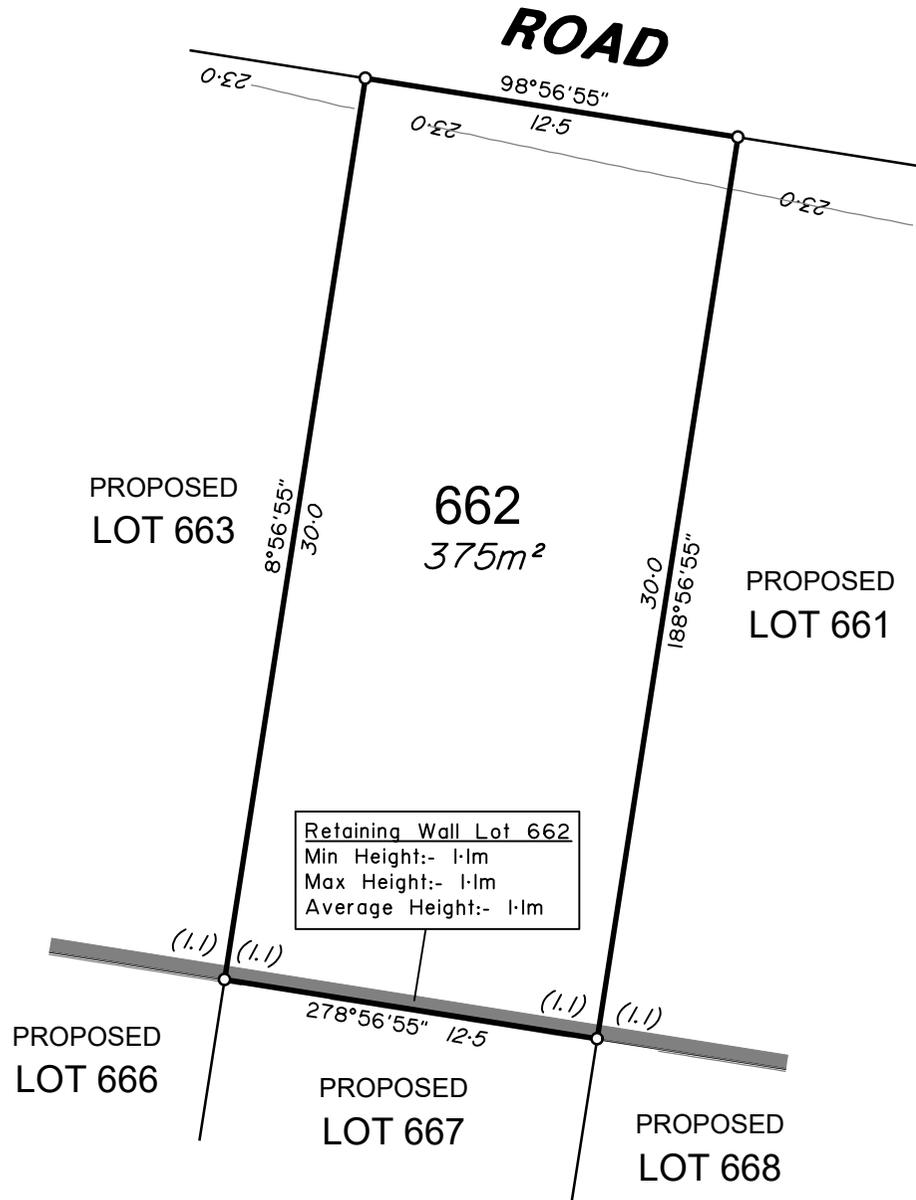 ROAD
98°56'55"
12·5
23·0
23·0
23·0
PROPOSED
LOT 663
8°56'55"
30·0
662
375m²
30·0
188°56'55"
PROPOSED
LOT 661
Retaining Wall Lot 662
Min Height:- 1·1m
Max Height:- 1·1m
Average Height:- 1·1m
(1.1)
(1.1)
(1.1)
(1.1)
278°56'55"
12·5
PROPOSED
LOT 666
PROPOSED
LOT 667
PROPOSED
LOT 668